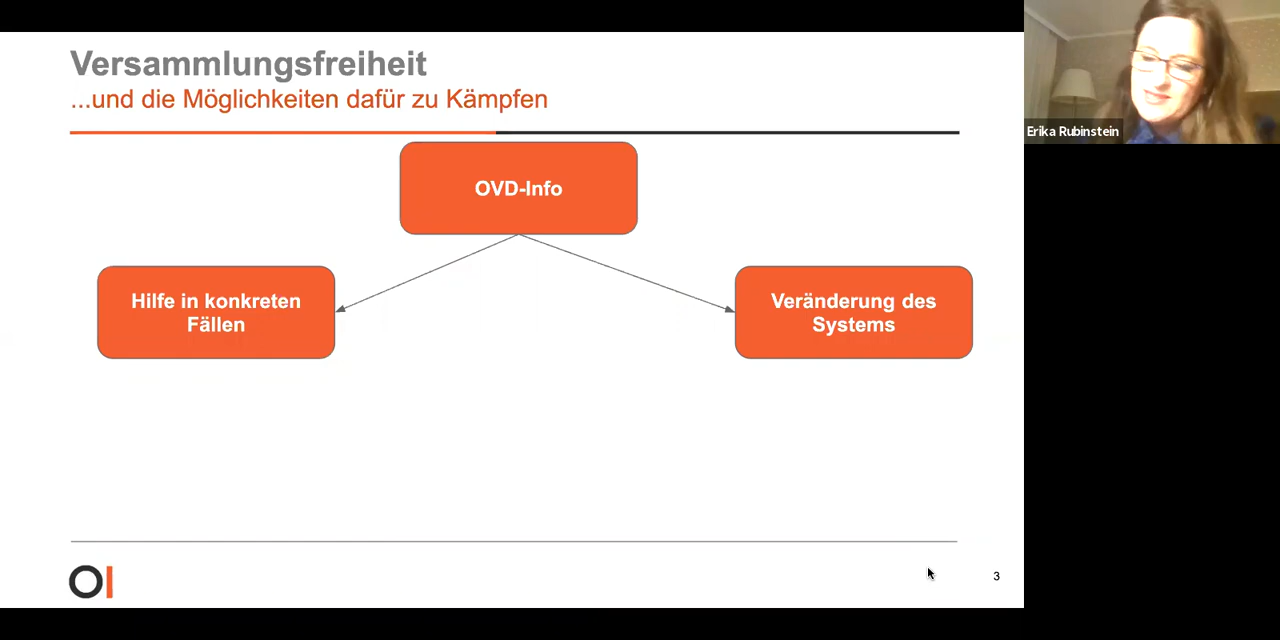 Versammlungsfreiheit
...und die Möglichkeiten dafür zu Kämpfen
OVD-Info
Hilfe in konkreten
Fällen
Veränderung des
Systems
OI
3
Erika Rubinstein